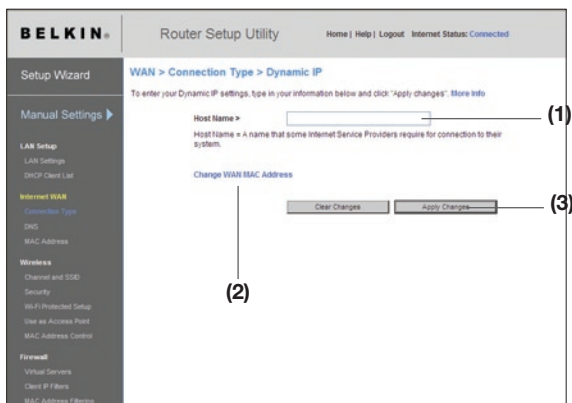 BELKIN®
Router Setup Utility
Home | Help | Logout Internet Status: Connected
Setup Wizard
Manual Settings
LAN Setup
LAN Settings
DHCP Client List
Internet WAN
Connection Type
DNS
MAC Address
Wireless
Channel and SSID
Security
Wi-Fi Protected Setup
Use as Access Point
MAC Address Control
Firewall
Virtual Servers
Client IP Filters
MAC Address Filtering
WAN > Connection Type > Dynamic IP
To enter your Dynamic IP settings, type in your information below and click "Apply changes". More Info
Host Name >
(1)
Host Name = A name that some Internet Service Providers require for connection to their
system.
Change WAN MAC Address
Clear Changes
Apply Changes
(3)
(2)